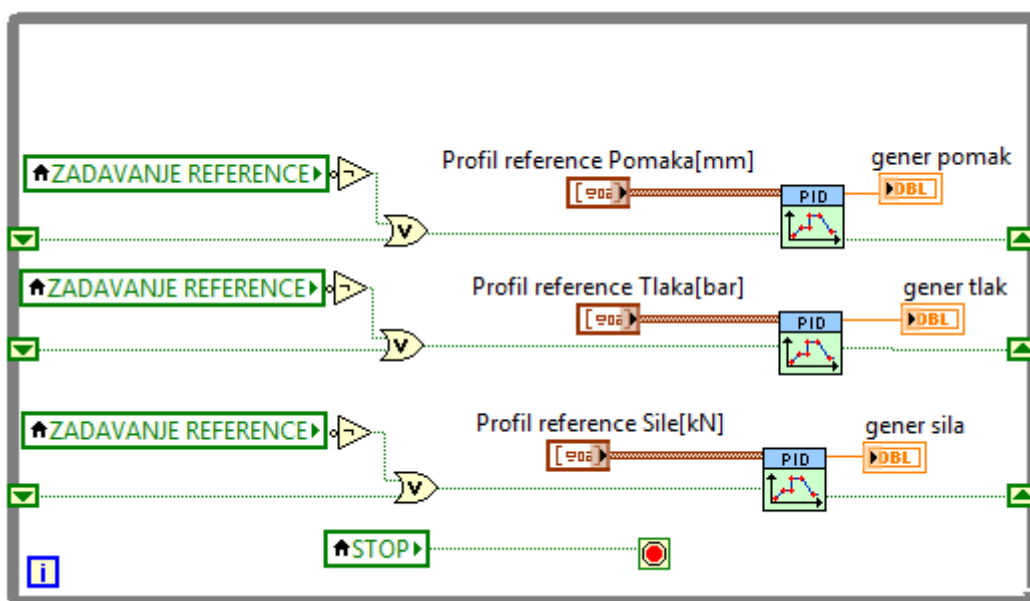 Profil reference Pomaka[mm]
gener pomak
ZADAVANJE REFERENCE
PID
DBL
V
Profil reference Tlaka[bar]
gener tlak
ZADAVANJE REFERENCE
PID
DBL
V
Profil reference Sile[kN]
gener sila
ZADAVANJE REFERENCE
PID
DBL
V
STOP
i